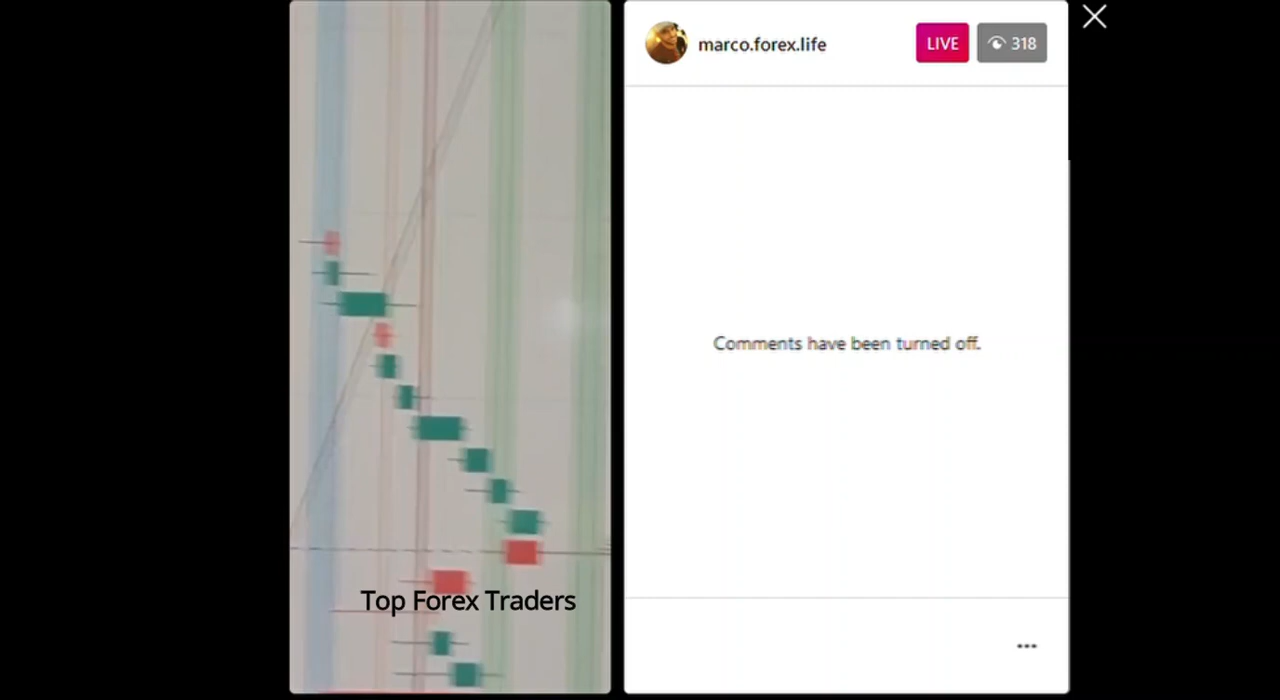 marco.forex.life
LIVE
318
Comments have been turned off.
Top Forex Traders